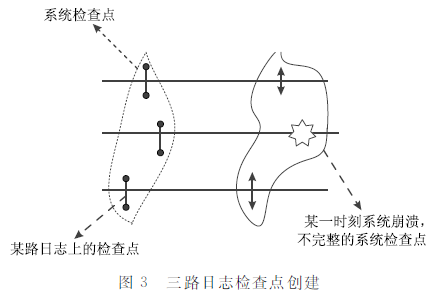 系统检查点
某路日志上的检查点
某一时刻系统崩溃，
不完整的系统检查点
图 3 三路日志检查点创建